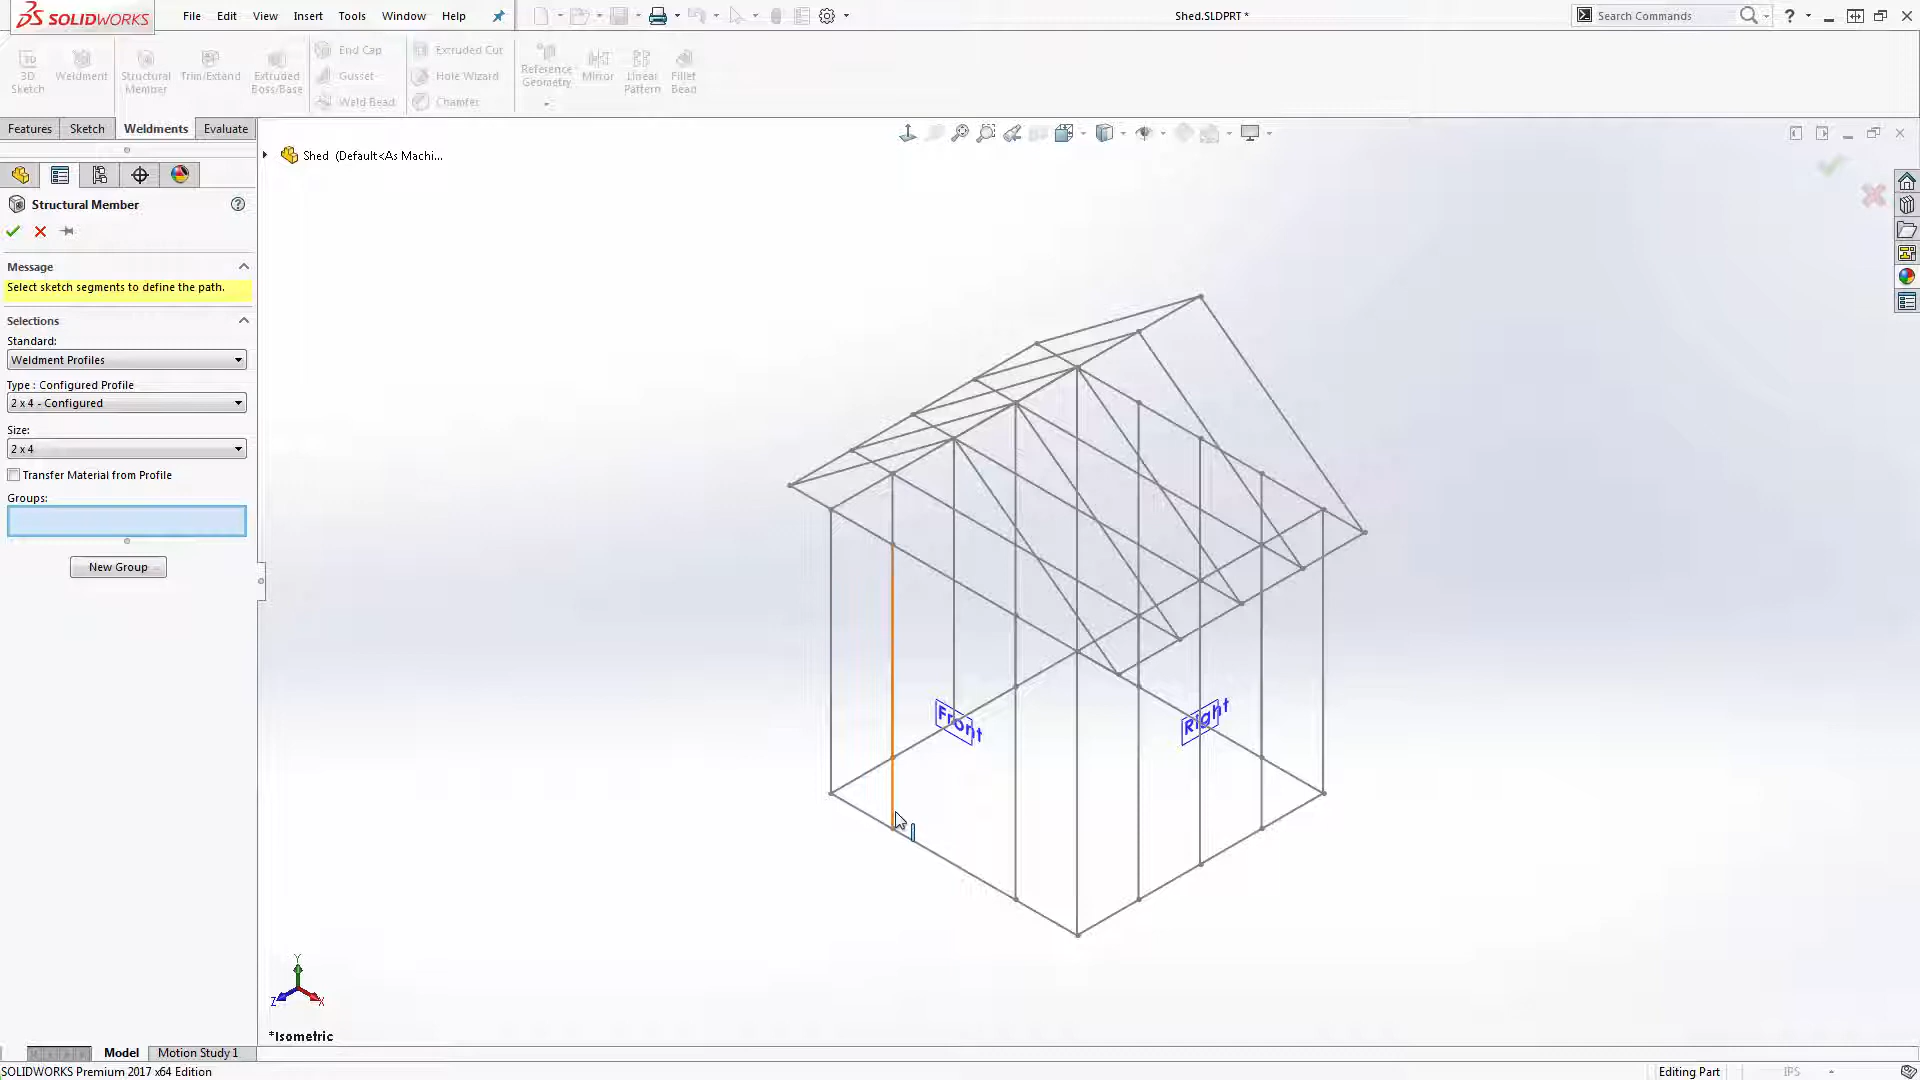 SOLIDWORKS
File Edit View Insert Tools Window Help
Shed.SLDPRT *
Search Commands
3D Sketch
Weldment
Structural Member
Trim/Extend
Extruded Boss/Base
End Cap
Gusset
Weld Bead
Extruded Cut
Hole Wizard
Chamfer
Reference Geometry
Mirror
Linear Pattern
Fillet Bead
Features Sketch Weldments Evaluate
Shed (Default<As Machi...
Structural Member
Message
Select sketch segments to define the path.
Selections
Standard:
Weldment Profiles
Type : Configured Profile
2 x 4 - Configured
Size:
2 x 4
Transfer Material from Profile
Groups:
New Group
Front
Right
Y
Z
X
*Isometric
Model Motion Study 1
SOLIDWORKS Premium 2017 x64 Edition
Editing Part
IPS